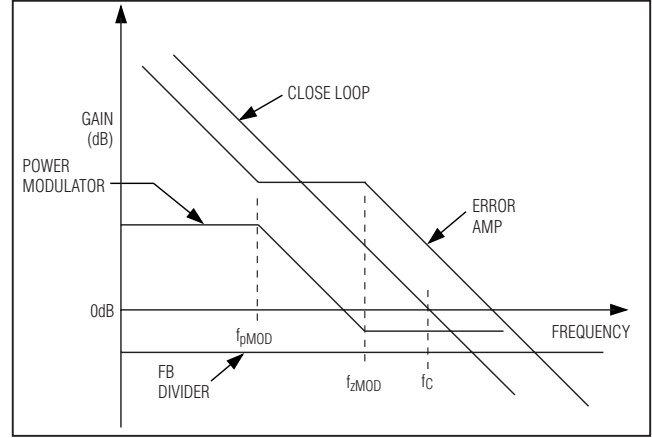 CLOSE LOOP
GAIN
(dB)
POWER
MODULATOR
ERROR
AMP
0dB
fpMOD
FREQUENCY
FB
DIVIDER
fzMOD
fC